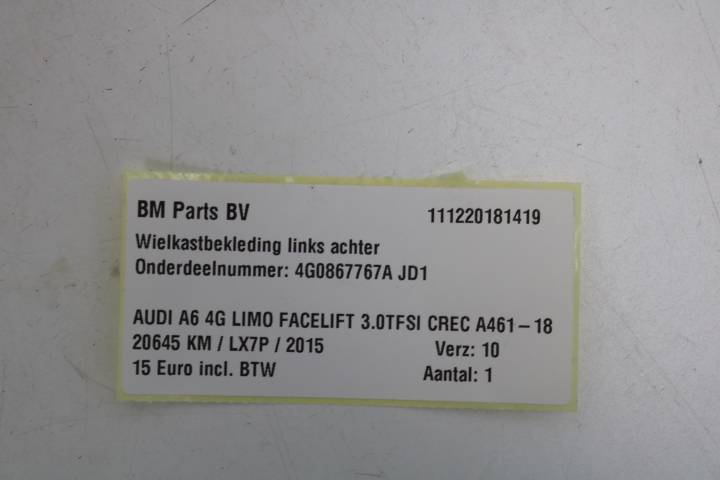 BM Parts BV 111220181419
Wielkastbekleding links achter
Onderdeelnummer: 4G0867767A JD1
AUDI A6 4G LIMO FACELIFT 3.0TFSI CREC A461-18
20645 KM / LX7P / 2015 Verz: 10
15 Euro incl. BTW Aantal: 1